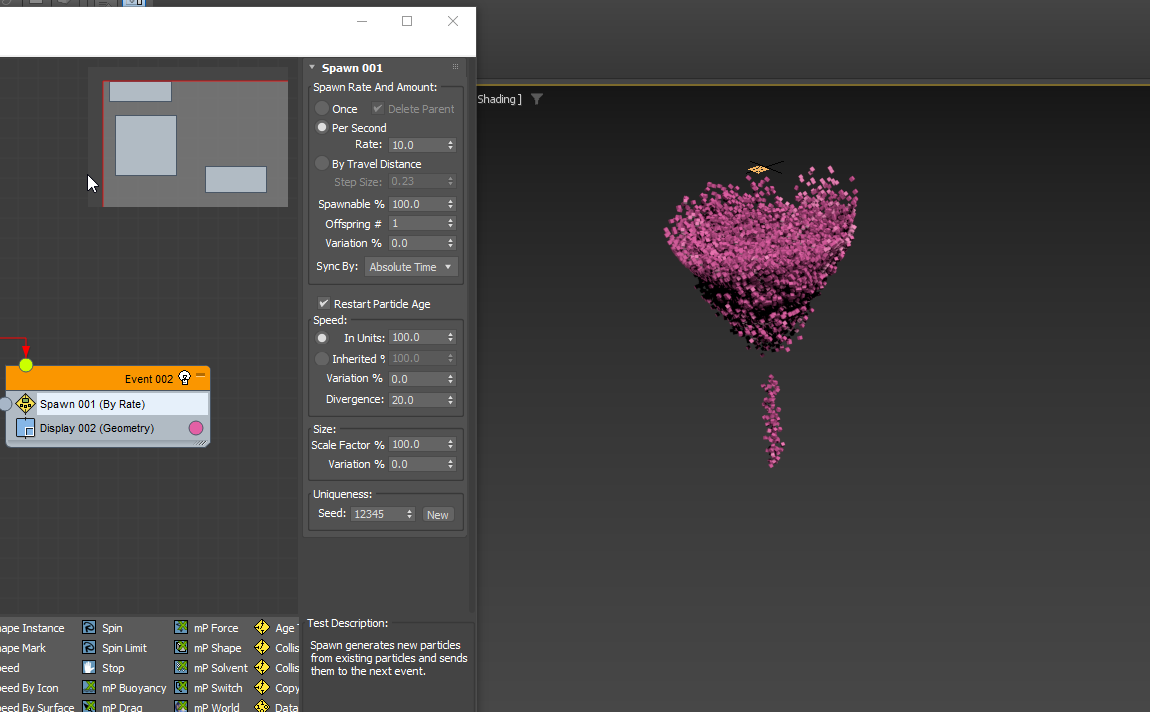 Spawn 001
Spawn Rate And Amount:
Once
Delete Parent
Per Second
Rate: 10.0
By Travel Distance
Step Size: 0.23
Spawnable % 100.0
Offspring # 1
Variation % 0.0
Sync By: Absolute Time
Restart Particle Age
Speed:
In Units: 100.0
Inherited % 100.0
Variation % 0.0
Divergence: 20.0
Size:
Scale Factor % 100.0
Variation % 0.0
Uniqueness:
Seed: 12345 New
Shading ]
Event 002
Spawn 001 (By Rate)
Display 002 (Geometry)
ape Instance Spin mP Force Age T
ape Mark Spin Limit mP Shape Collis
peed Stop mP Solvent Collis
peed By Icon mP Buoyancy mP Switch Copy
peed By Surface mP Drag mP World Data
Test Description:
Spawn generates new particles
from existing particles and sends
them to the next event.